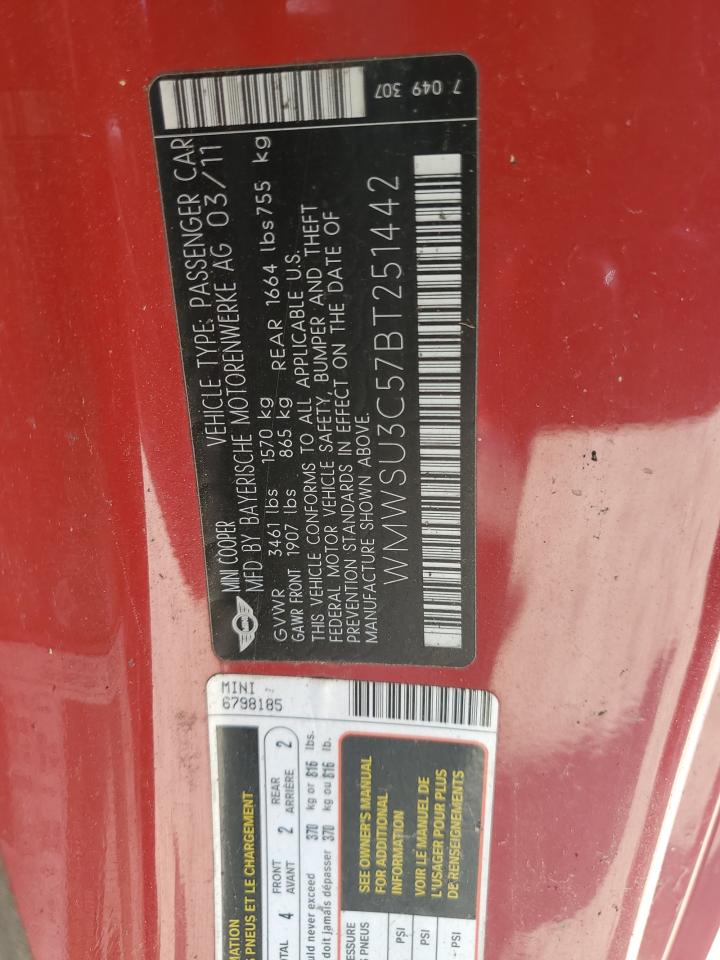 7 049 307
MINI COOPER VEHICLE TYPE: PASSENGER CAR
MFD BY BAYERISCHE MOTORENWERKE AG 03/11
GVWR 3461 lbs 1570 kg
GAWR FRONT 1907 lbs 865 kg REAR 1664 lbs 755 kg
THIS VEHICLE CONFORMS TO ALL APPLICABLE U.S.
FEDERAL MOTOR VEHICLE SAFETY, BUMPER AND THEFT
PREVENTION STANDARDS IN EFFECT ON THE DATE OF
MANUFACTURE SHOWN ABOVE.
WMWSU3C57BT251442
MINI
6798185
MATION
PNEUS ET LE CHARGEMENT
OTAL 4 FRONT 2 REAR 2
AVANT ARRIÈRE
uld never exceed 370 kg or 816 lbs.
doit jamais dépasser 370 kg ou 816 lb.
ESSURE
PNEUS
PSI
PSI
PSI
SEE OWNER'S MANUAL
FOR ADDITIONAL
INFORMATION
VOIR LE MANUEL DE
L'USAGER POUR PLUS
DE RENSEIGNEMENTS